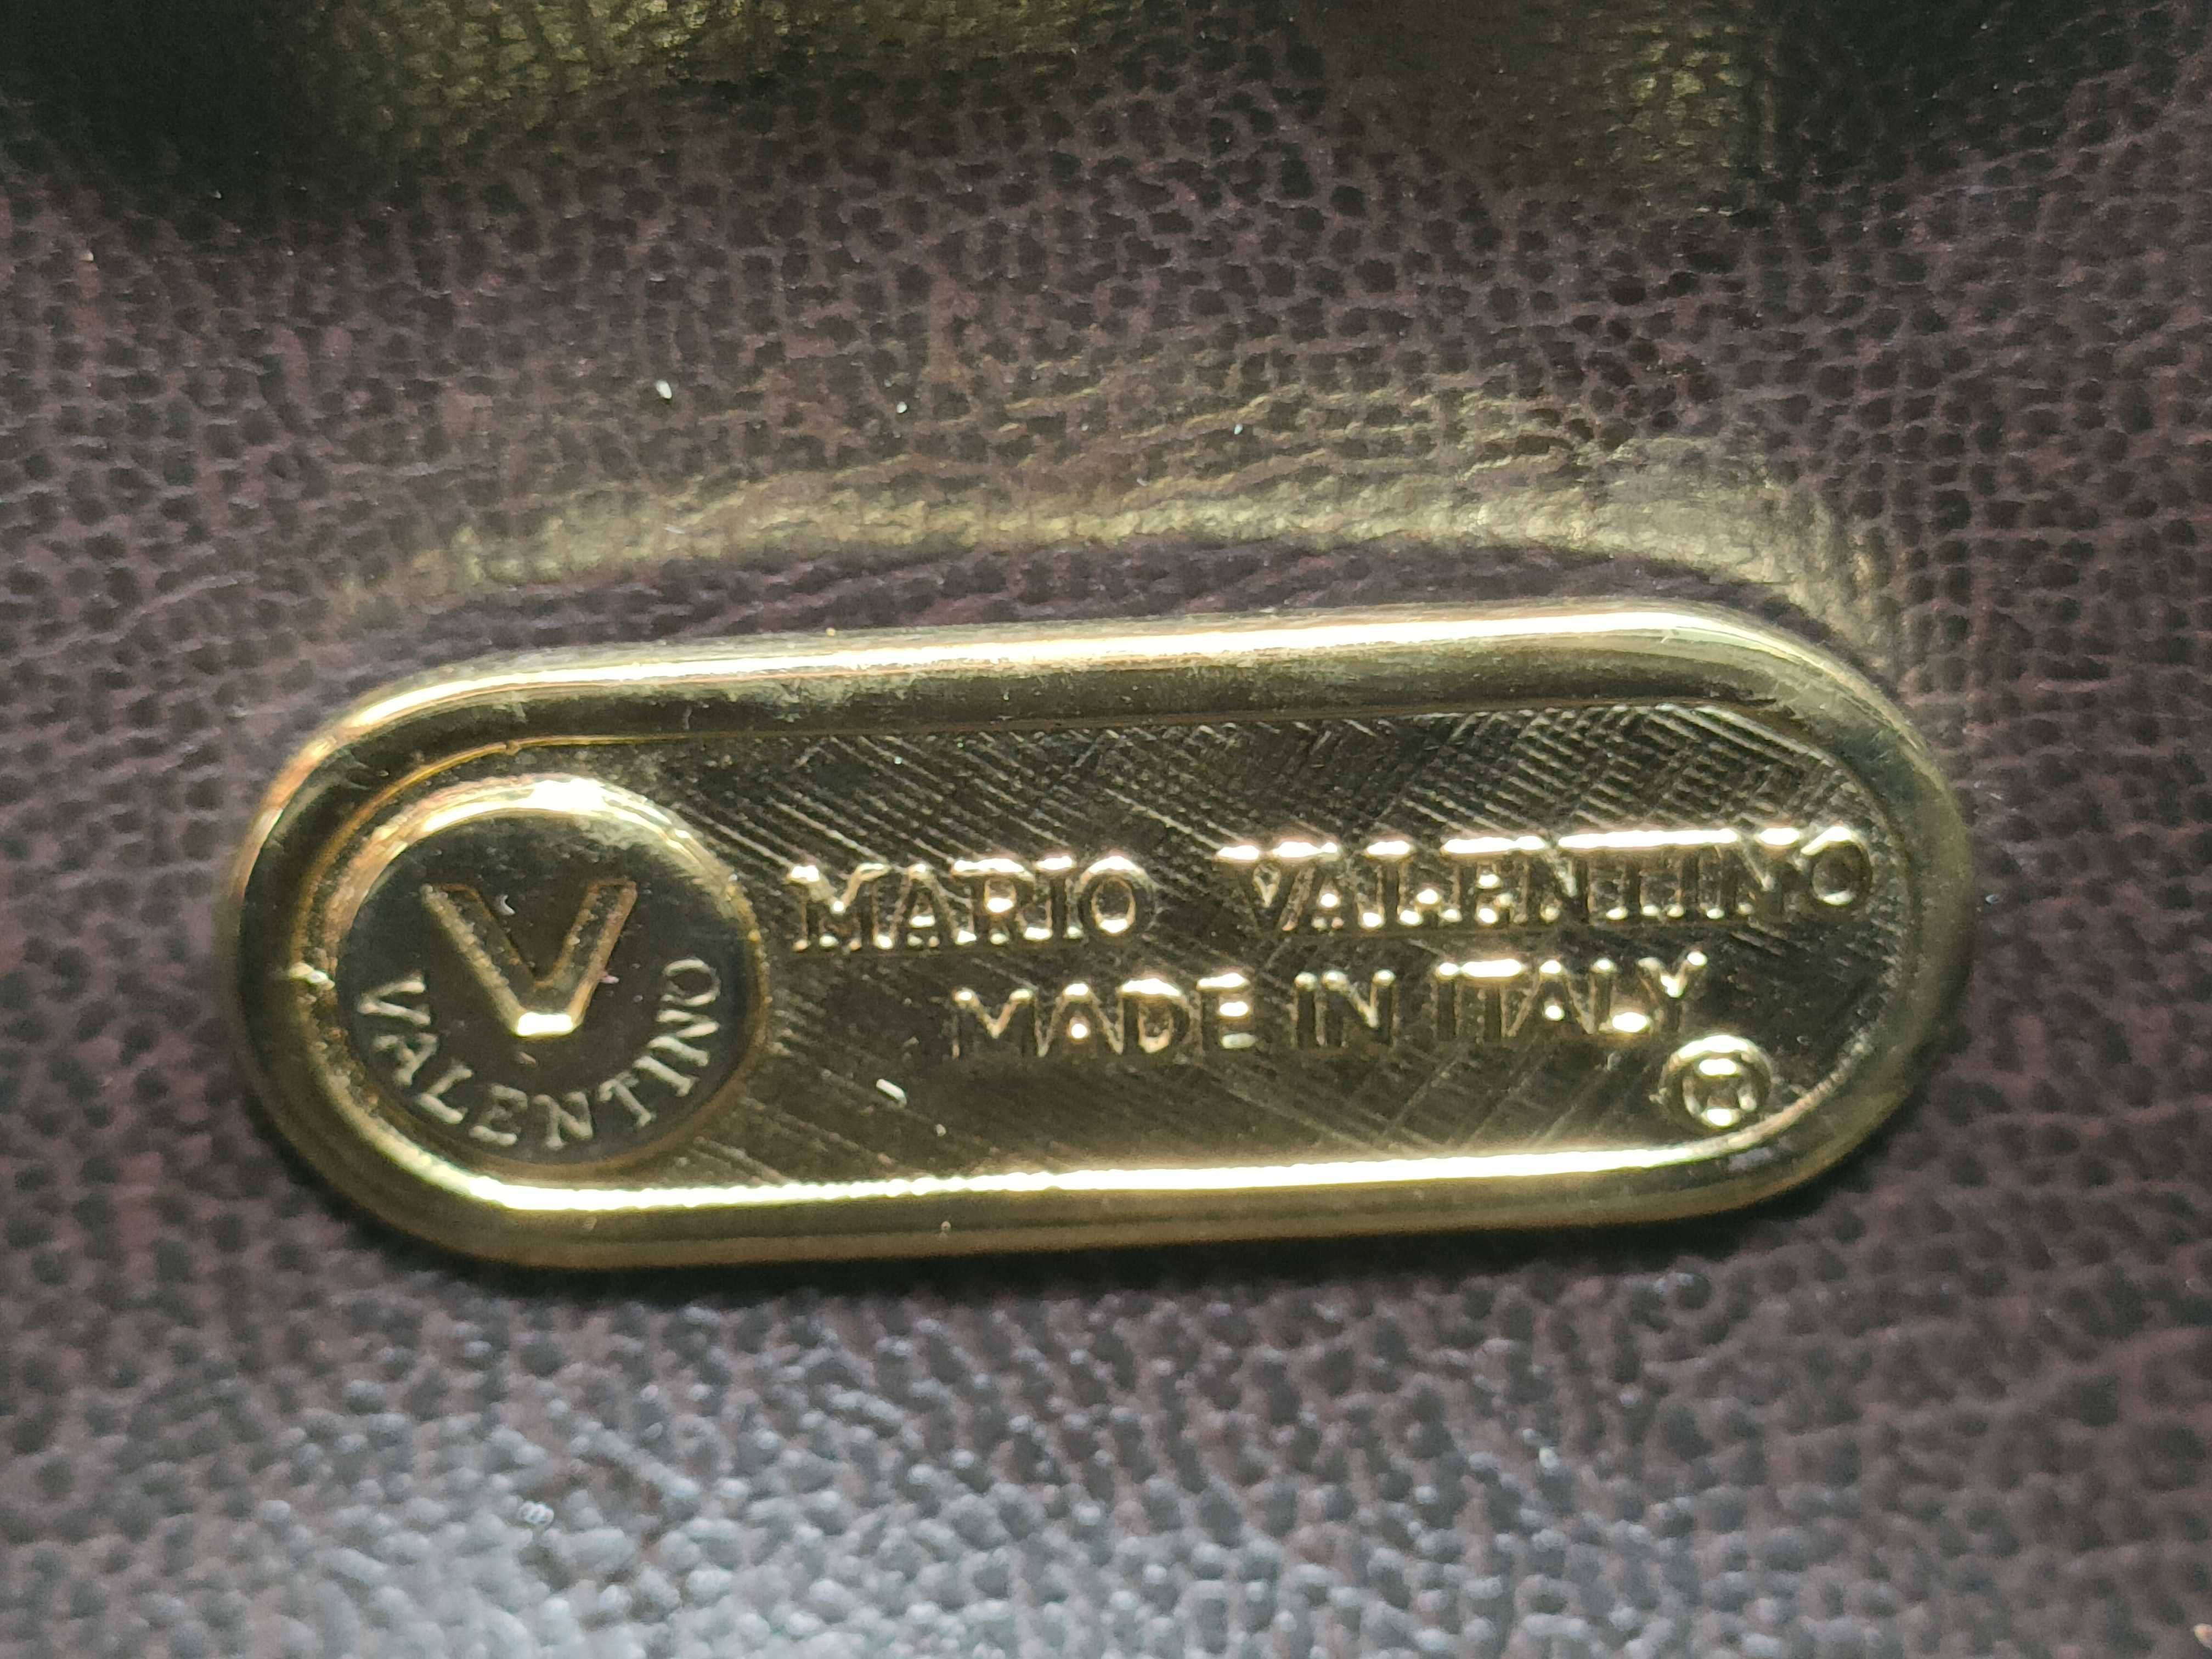 V
VALENTINO
MARIO VALENTINO
MADE IN ITALY
®